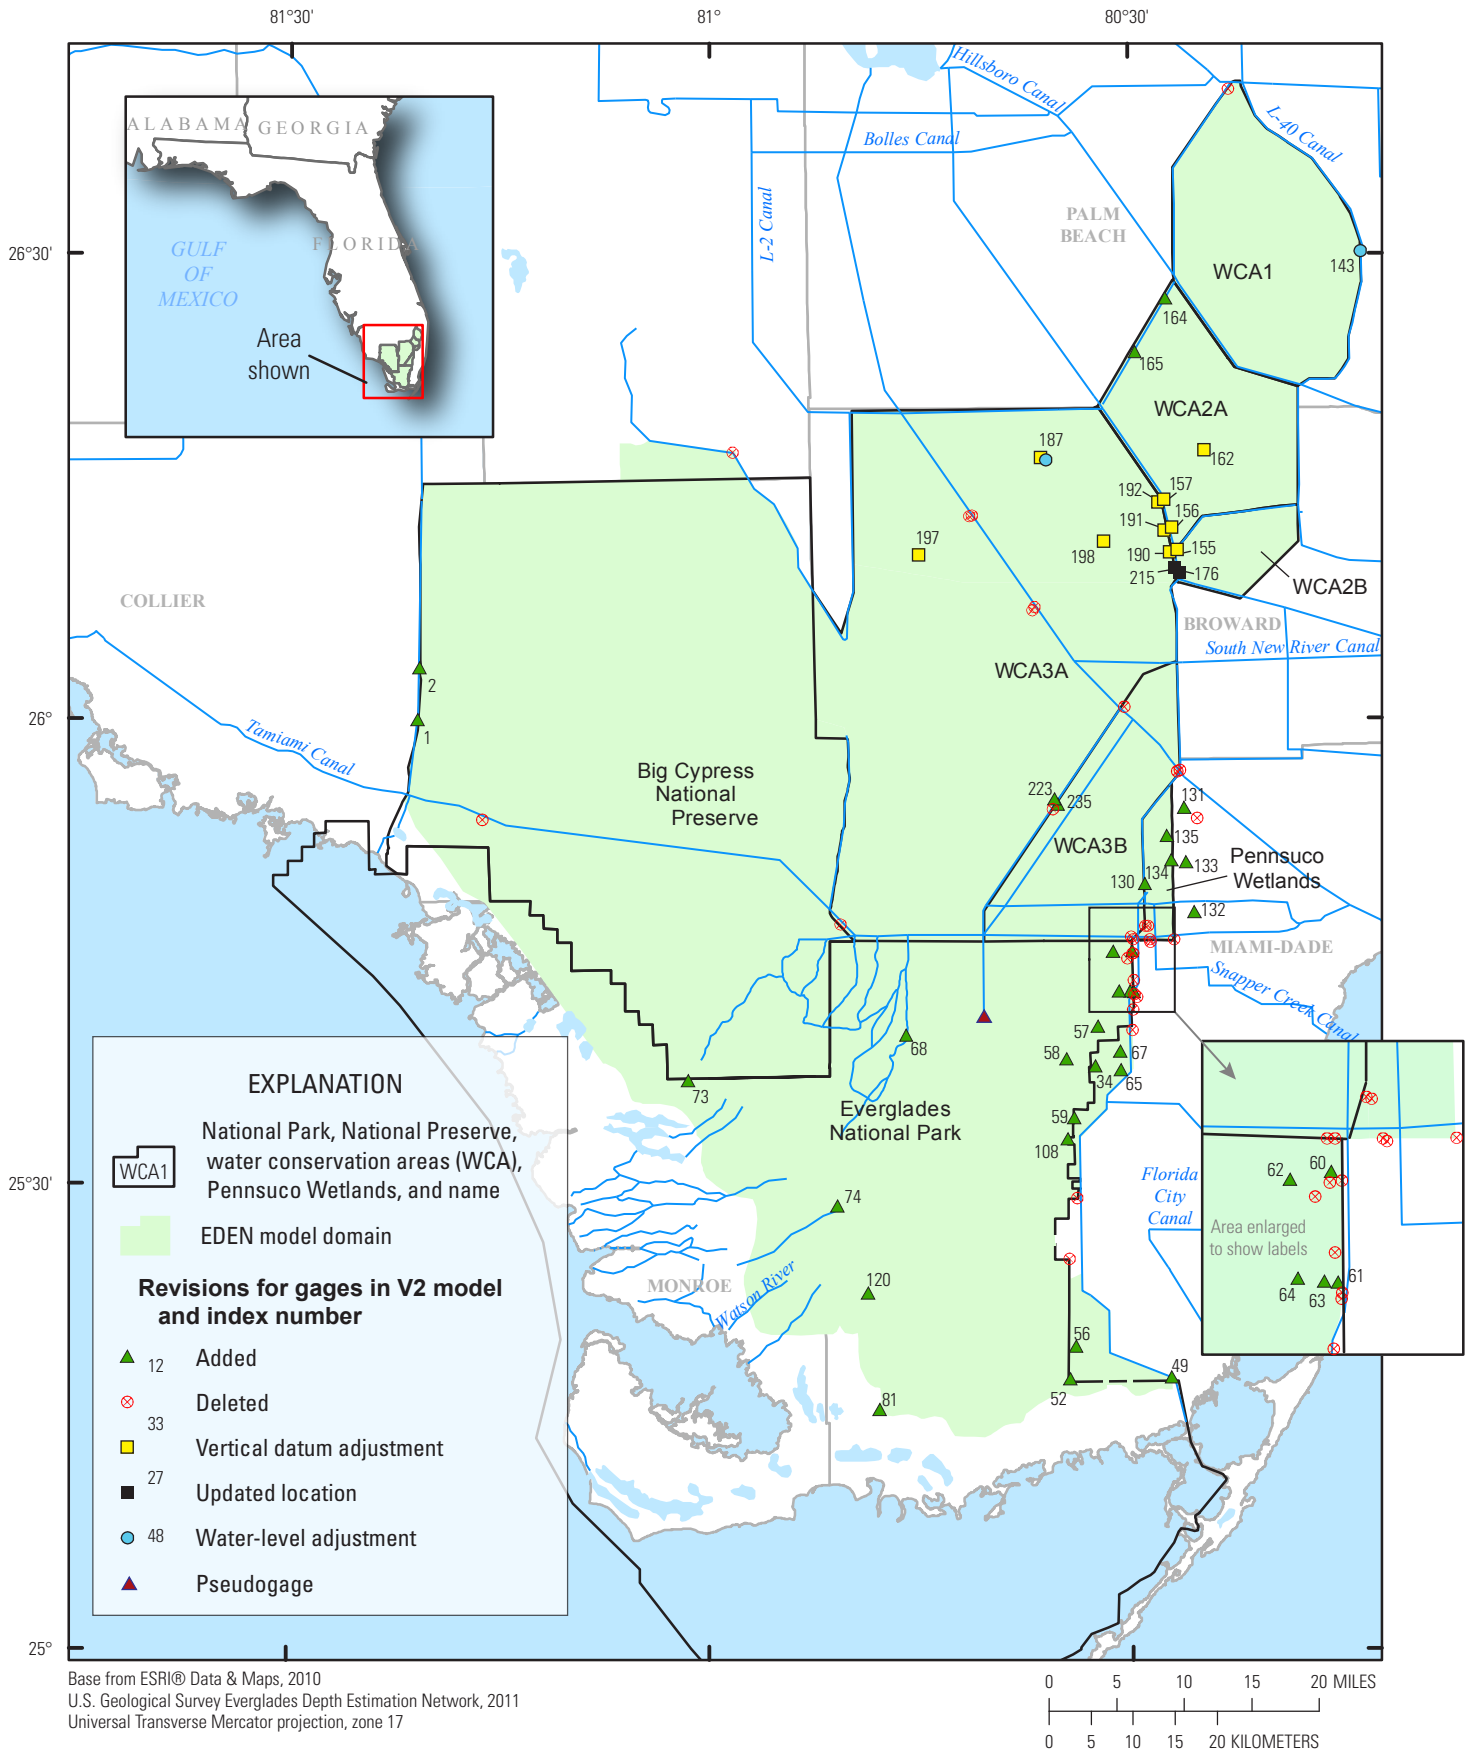 81°30'
81°
80°30'
26°30'
26°
25°30'
25°
ALABAMA
GEORGIA
FLORIDA
GULF
OF
MEXICO
Area
shown
Hillsboro Canal
Bolles Canal
L-2 Canal
L-40 Canal
PALM
BEACH
WCA1
143
164
165
WCA2A
187
162
192
157
191
156
197
198
190
155
215
176
WCA2B
COLLIER
BROWARD
South New River Canal
WCA3A
2
1
Tamiami Canal
Big Cypress
National
Preserve
223
235
131
WCA3B
135
134
133
Pennsuco
Wetlands
130
132
MIAMI-DADE
Snapper Creek Canal
57
68
58
67
34
65
73
Everglades
National Park
59
108
74
Florida
City
Canal
62
60
Area enlarged
to show labels
64
63
61
MONROE
Watson River
120
56
52
49
81
EXPLANATION
WCA1
National Park, National Preserve,
water conservation areas (WCA),
Pennsuco Wetlands, and name
EDEN model domain
Revisions for gages in V2 model
and index number
12
Added
Deleted
33
Vertical datum adjustment
27
Updated location
48
Water-level adjustment
Pseudogage
Base from ESRI® Data & Maps, 2010
U.S. Geological Survey Everglades Depth Estimation Network, 2011
Universal Transverse Mercator projection, zone 17
0 5 10 15 20 MILES
0 5 10 15 20 KILOMETERS